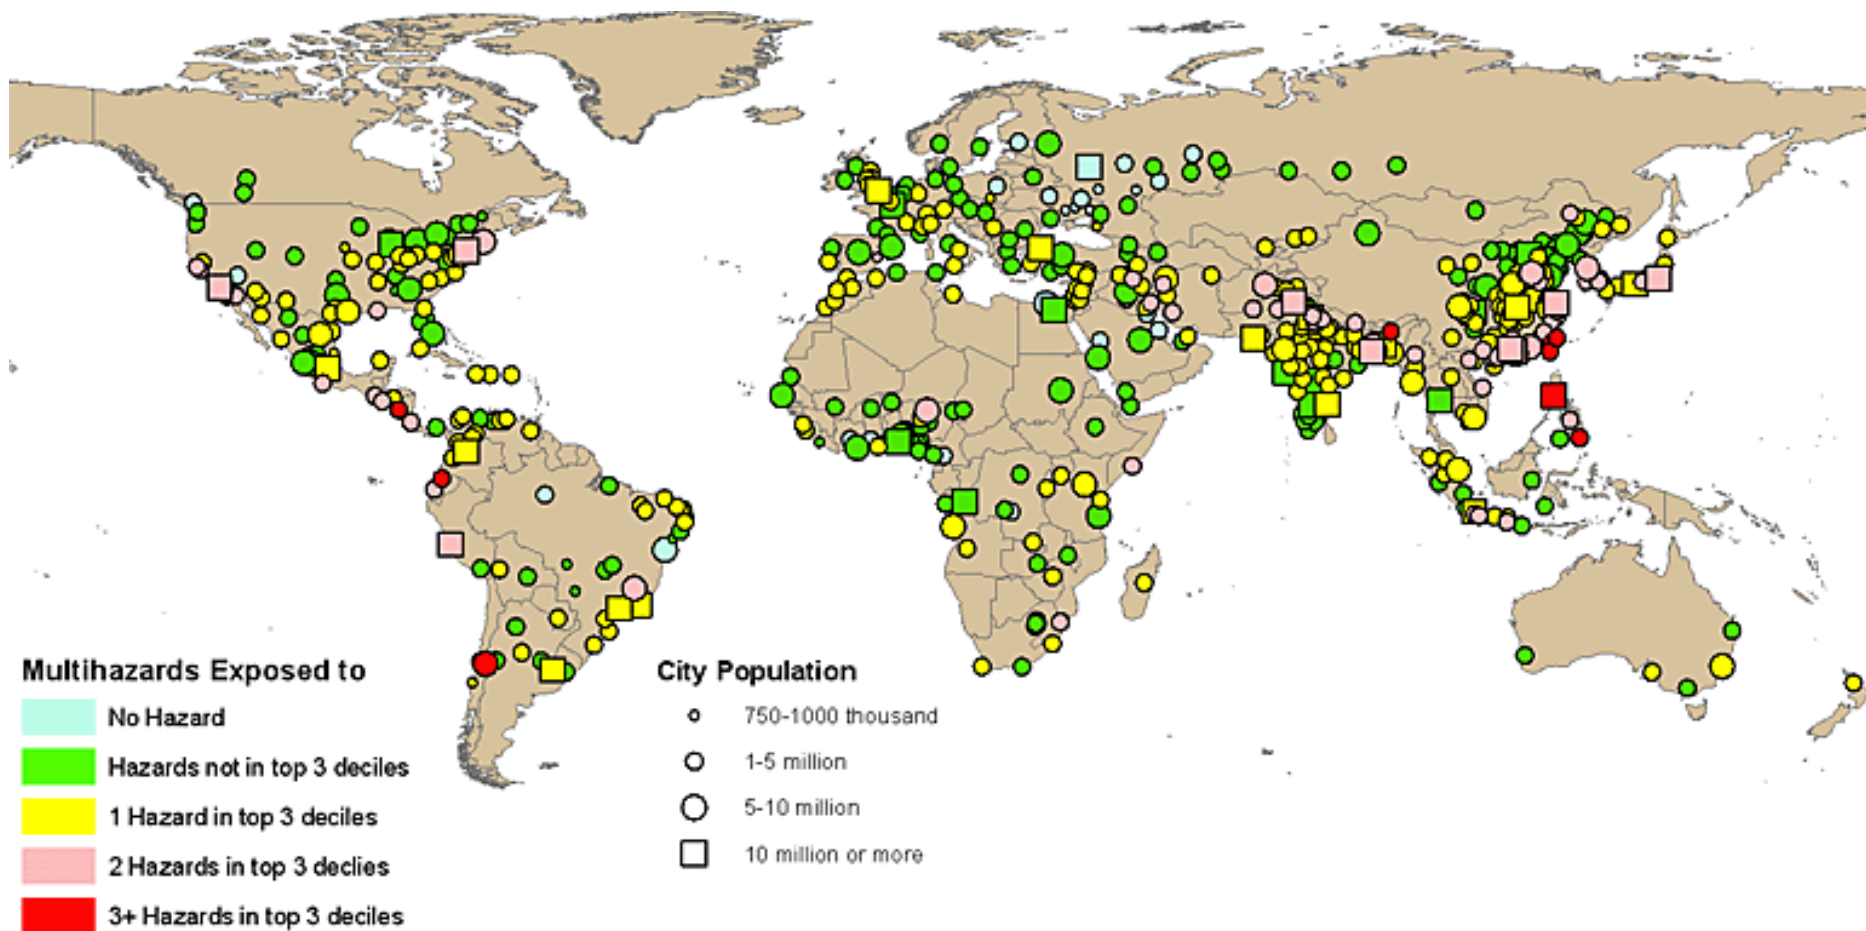 Multihazards Exposed to
No Hazard
Hazards not in top 3 deciles
1 Hazard in top 3 deciles
2 Hazards in top 3 declies
3+ Hazards in top 3 deciles
City Population
750-1000 thousand
1-5 million
5-10 million
10 million or more